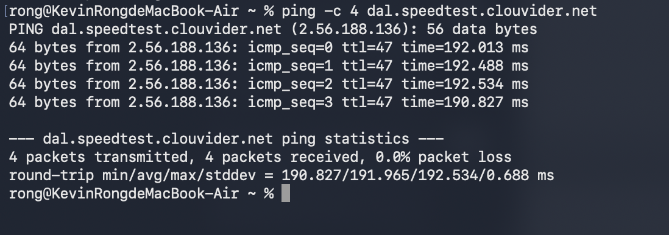 [rong@KevinRongdeMacBook-Air ~ % ping -c 4 dal.speedtest.clouvider.net
PING dal.speedtest.clouvider.net (2.56.188.136): 56 data bytes
64 bytes from 2.56.188.136: icmp_seq=0 ttl=47 time=192.013 ms
64 bytes from 2.56.188.136: icmp_seq=1 ttl=47 time=192.488 ms
64 bytes from 2.56.188.136: icmp_seq=2 ttl=47 time=192.534 ms
64 bytes from 2.56.188.136: icmp_seq=3 ttl=47 time=190.827 ms
--- dal.speedtest.clouvider.net ping statistics ---
4 packets transmitted, 4 packets received, 0.0% packet loss
round-trip min/avg/max/stddev = 190.827/191.965/192.534/0.688 ms
rong@KevinRongdeMacBook-Air ~ %